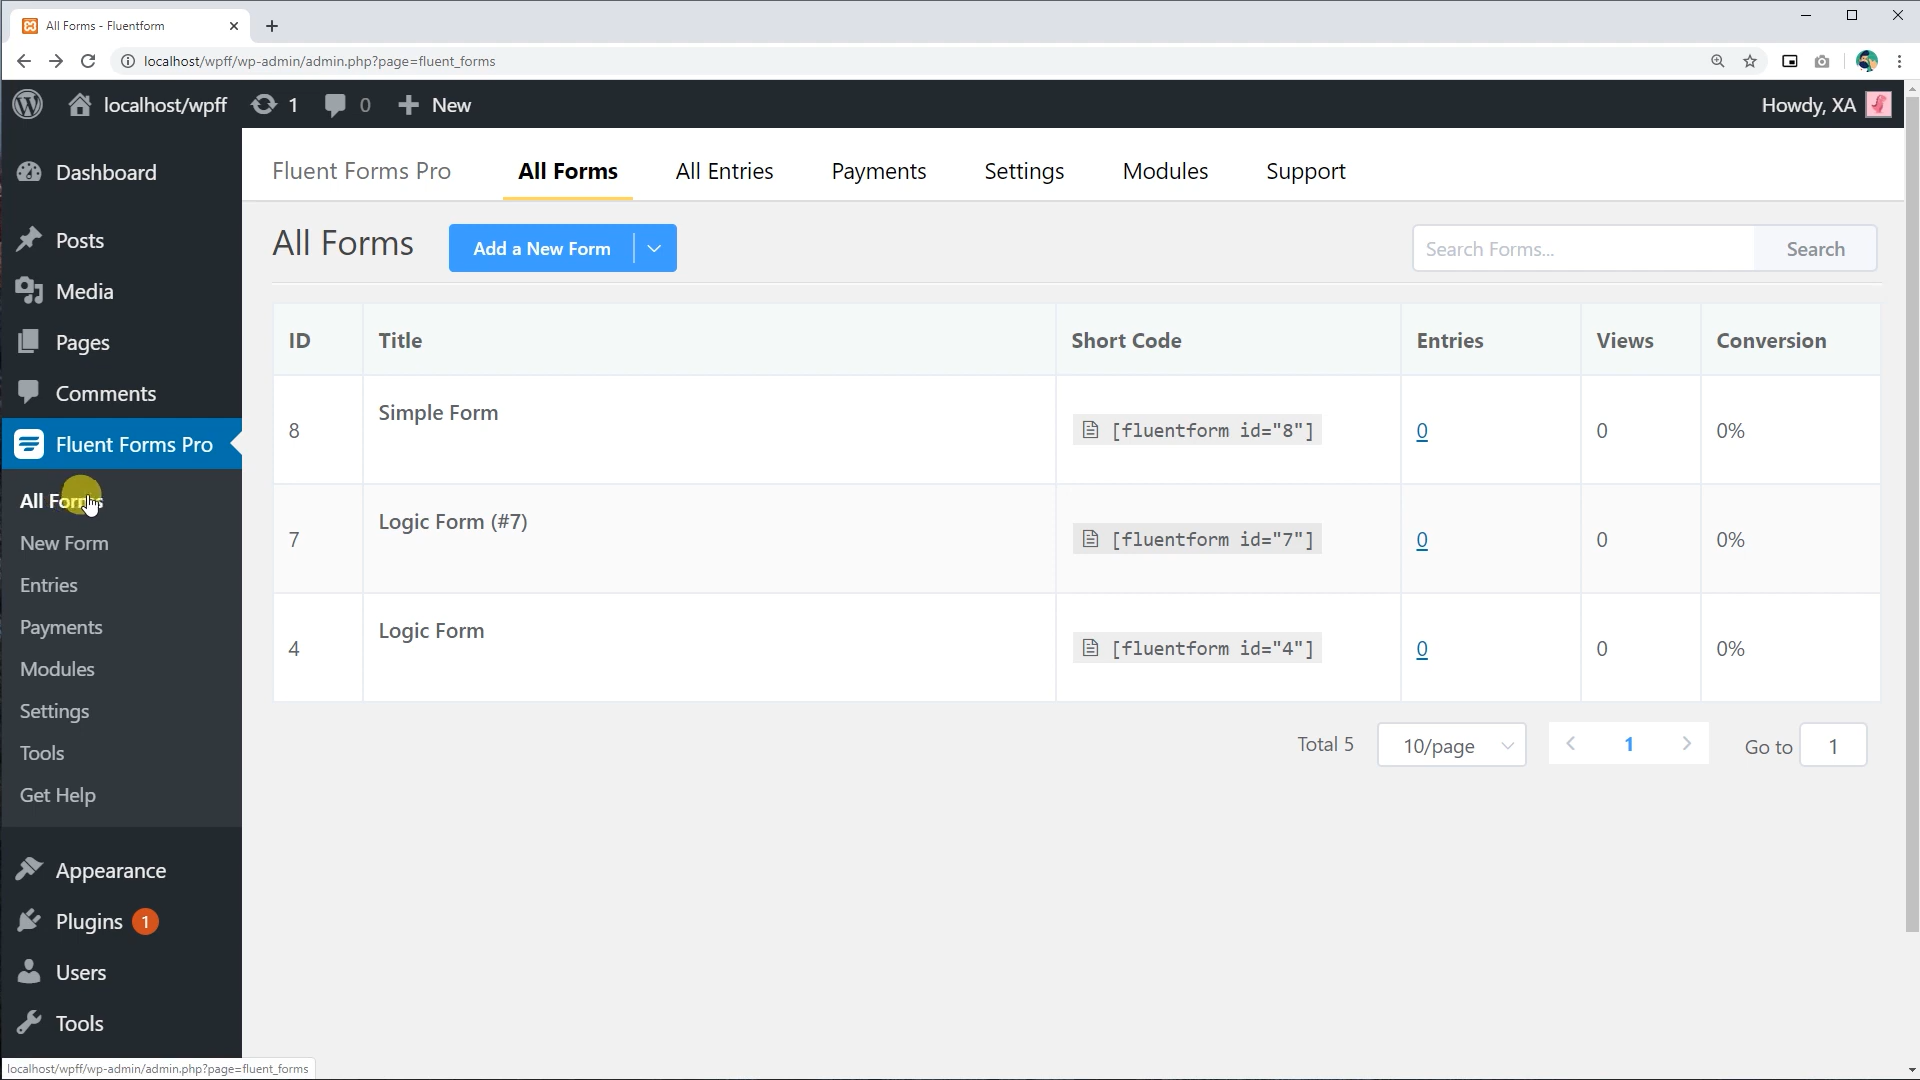 All Forms - Fluentform
localhost/wpff/wp-admin/admin.php?page=fluent_forms
localhost/wpff 1 0 New Howdy, XA
Dashboard
Posts
Media
Pages
Comments
Fluent Forms Pro
All Forms
New Form
Entries
Payments
Modules
Settings
Tools
Get Help
Appearance
Plugins 1
Users
Tools
Fluent Forms Pro All Forms All Entries Payments Settings Modules Support
All Forms Add a New Form Search Forms... Search
ID Title Short Code Entries Views Conversion
8 Simple Form [fluentform id="8"] 0 0 0%
7 Logic Form (#7) [fluentform id="7"] 0 0 0%
4 Logic Form [fluentform id="4"] 0 0 0%
Total 5 10/page 1 Go to 1
localhost/wpff/wp-admin/admin.php?page=fluent_forms